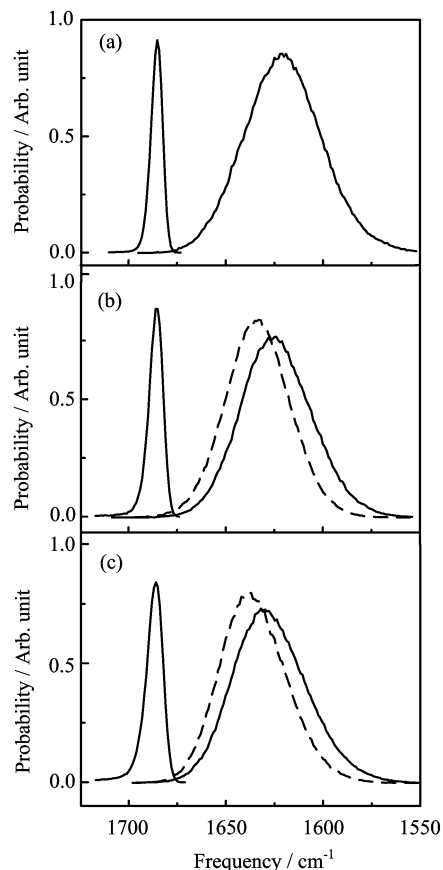 1.0
(a)
0.5
0.0
Probability / Arb. unit
1.0
(b)
0.5
0.0
Probability / Arb. unit
1.0
(c)
0.5
0.0
Probability / Arb. unit
1700 1650 1600 1550
Frequency / cm⁻¹